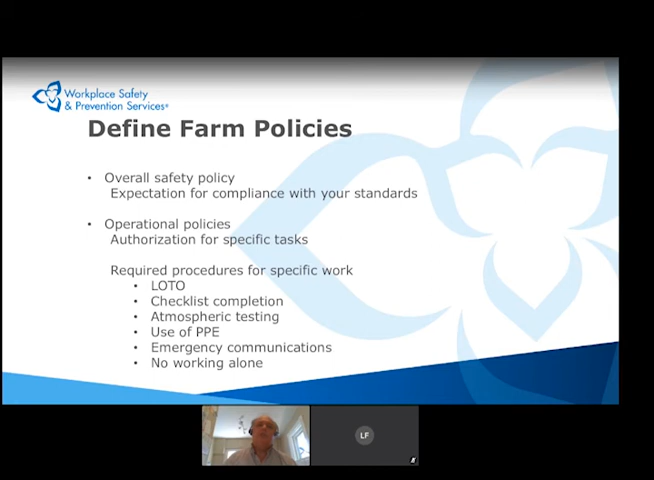 Workplace Safety
& Prevention Services®
Define Farm Policies
• Overall safety policy
Expectation for compliance with your standards
• Operational policies
Authorization for specific tasks
Required procedures for specific work
• LOTO
• Checklist completion
• Atmospheric testing
• Use of PPE
• Emergency communications
• No working alone
LF